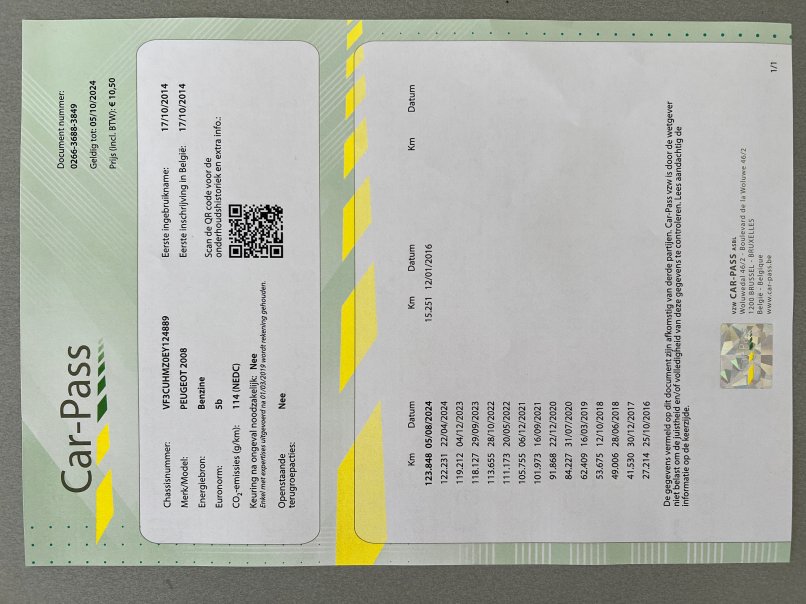 Car-Pass
Document nummer:
0266-3688-3849
Geldig tot: 05/10/2024
Prijs (incl. BTW): € 10,50
Chassisnummer: VF3CUHMZ0EY124889
Merk/Model: PEUGEOT 2008
Energiebron: Benzine
Euronorm: 5b
CO2-emissies (g/km): 114 (NEDC)
Keuring na ongeval noodzakelijk: Nee
Enkel met expertises uitgevoerd na 01/03/2019 wordt rekening gehouden.
Openstaande Nee
terugroepacties:
Eerste ingebruikname: 17/10/2014
Eerste inschrijving in België: 17/10/2014
Scan de QR code voor de
onderhoudshistoriek en extra info.:
Km Datum Km Datum Km Datum
123.848 05/08/2024 15.251 12/01/2016
122.231 22/04/2024
119.212 04/12/2023
118.127 29/09/2023
113.655 28/10/2022
111.173 20/05/2022
105.755 06/12/2021
101.973 16/09/2021
91.868 22/12/2020
84.227 31/07/2020
62.409 16/03/2019
53.675 12/10/2018
49.006 28/06/2018
41.530 30/12/2017
27.214 25/10/2016
De gegevens vermeld op dit document zijn afkomstig van derde partijen. Car-Pass vzw is door de wetgever
niet belast om de juistheid en/of volledigheid van deze gegevens te controleren. Lees aandachtig de
informatie op de keerzijde.
VZW CAR-PASS ASBL
Woluwedal 46/2 - Boulevard de la Woluwe 46/2
1200 BRUSSEL - BRUXELLES
België - Belgique
www.car-pass.be
1/1